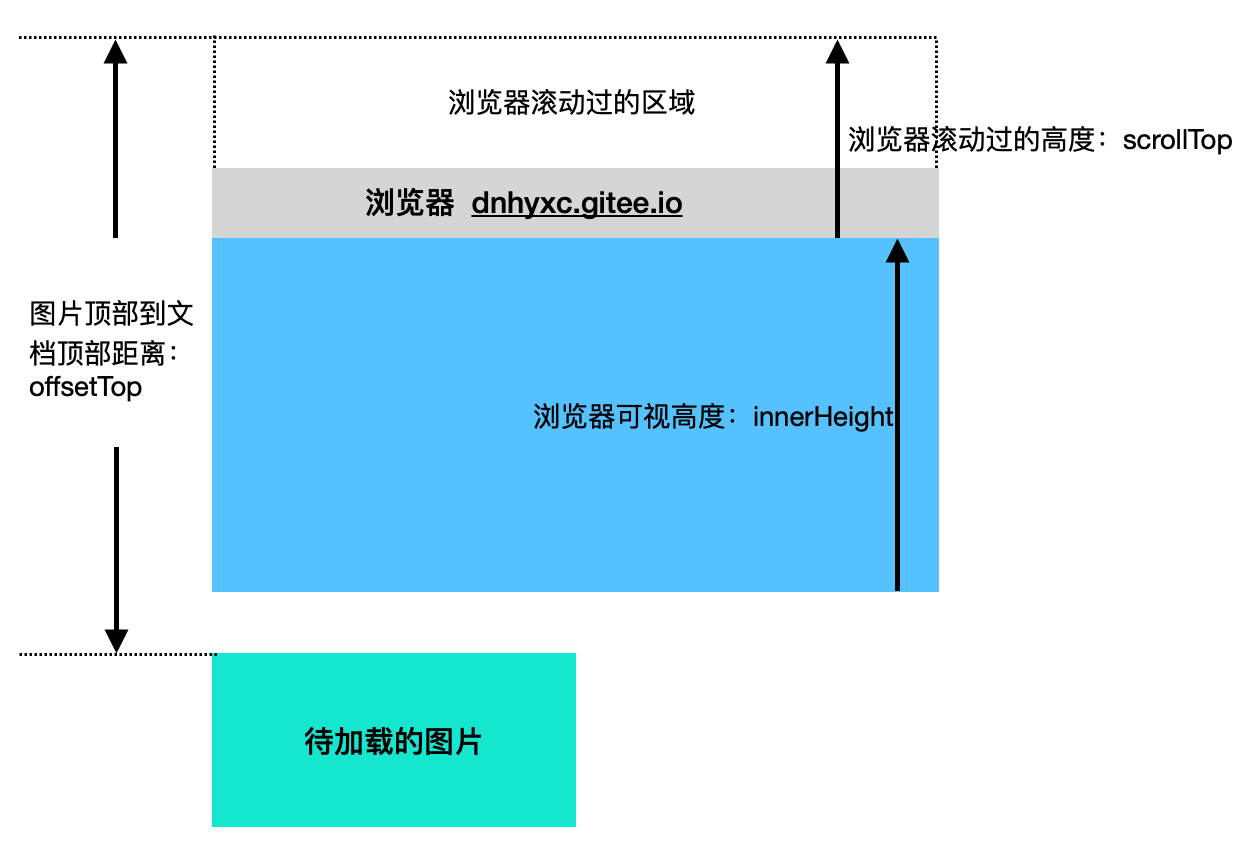 浏览器滚动过的区域
浏览器滚动过的高度：scrollTop
浏览器 dnhyxc.gitee.io
图片顶部到文
档顶部距离：
offsetTop
浏览器可视高度：innerHeight
待加载的图片